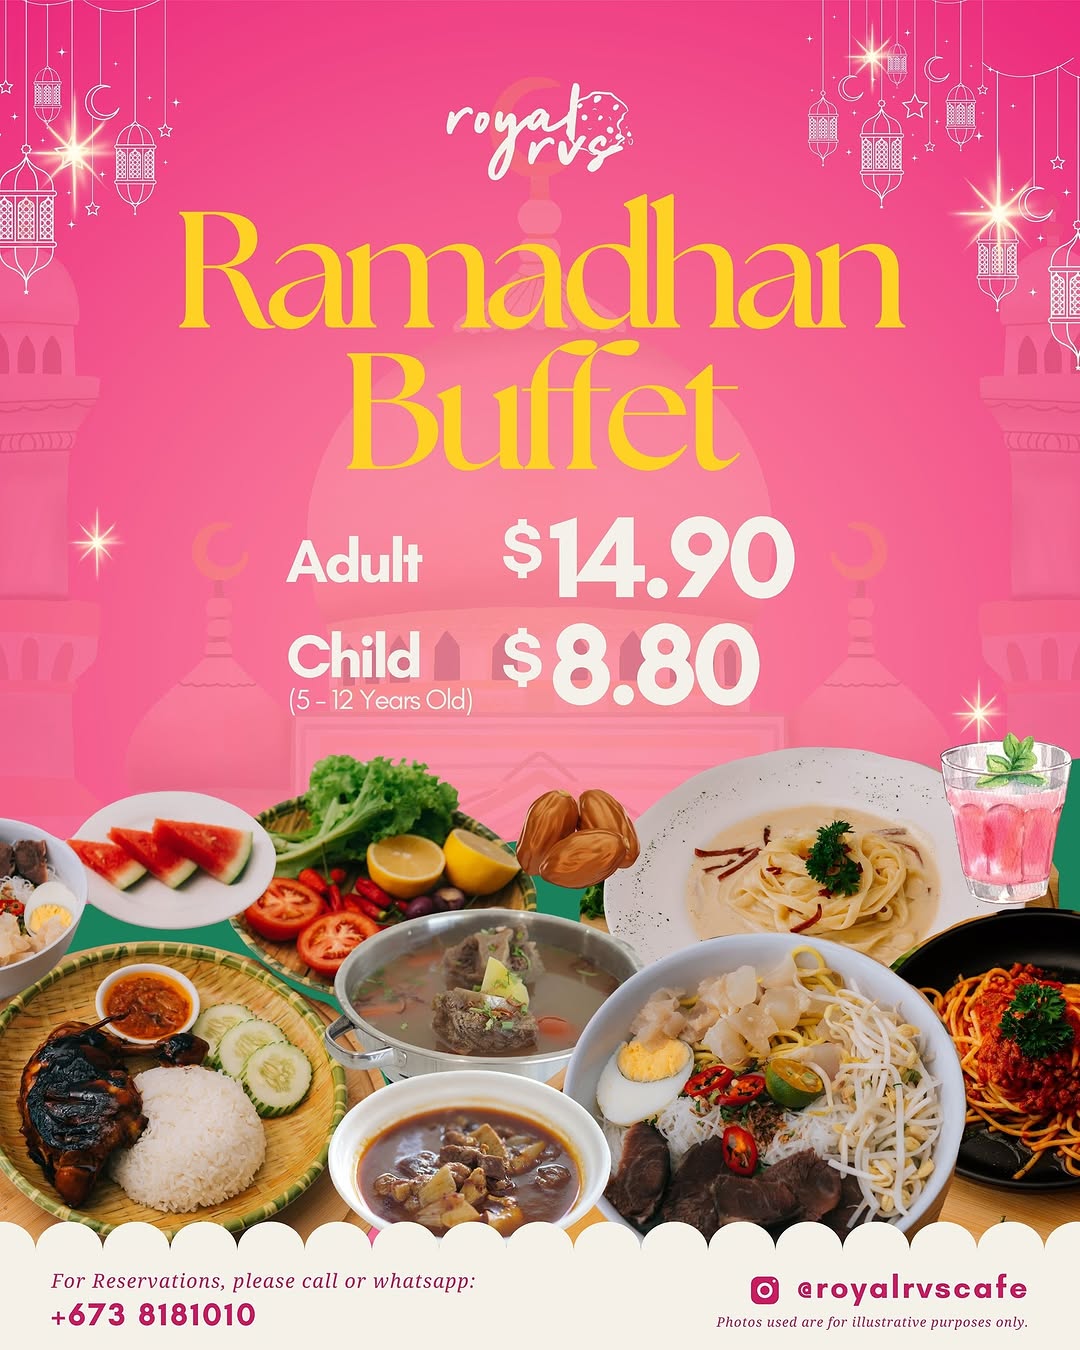 royal
rvs
Ramadhan
Buffet
Adult $14.90
Child $8.80
(5 - 12 Years Old)
For Reservations, please call or whatsapp:
+673 8181010
@royalrvscafe
Photos used are for illustrative purposes only.